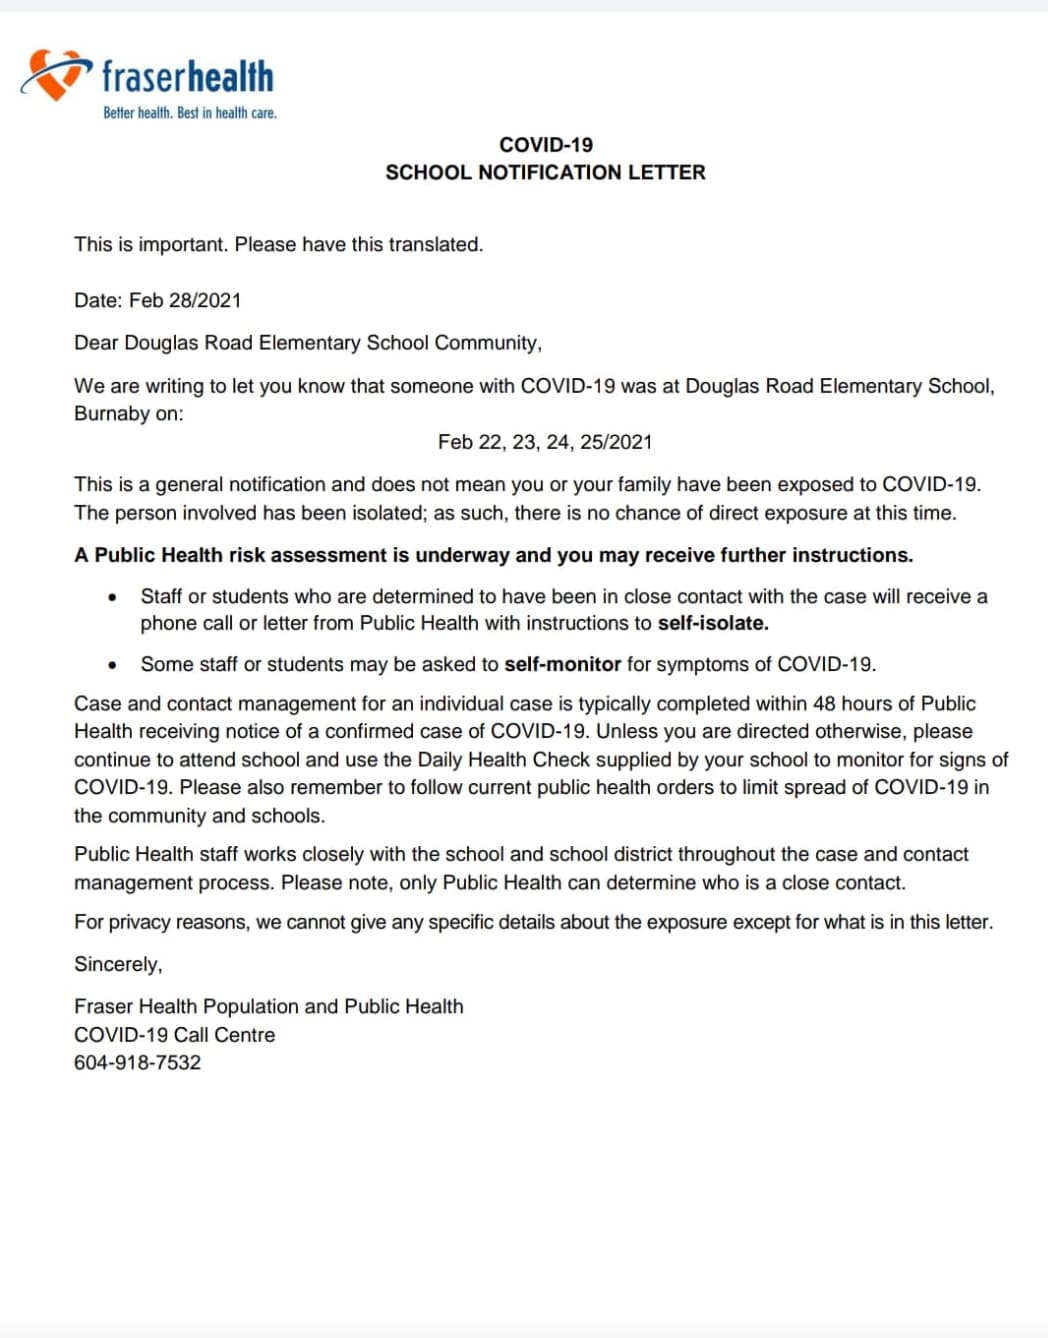 fraserhealth
Better health. Best in health care.
COVID-19
SCHOOL NOTIFICATION LETTER
This is important. Please have this translated.
Date: Feb 28/2021
Dear Douglas Road Elementary School Community,
We are writing to let you know that someone with COVID-19 was at Douglas Road Elementary School,
Burnaby on:
Feb 22, 23, 24, 25/2021
This is a general notification and does not mean you or your family have been exposed to COVID-19.
The person involved has been isolated; as such, there is no chance of direct exposure at this time.
A Public Health risk assessment is underway and you may receive further instructions.
• Staff or students who are determined to have been in close contact with the case will receive a
phone call or letter from Public Health with instructions to self-isolate.
• Some staff or students may be asked to self-monitor for symptoms of COVID-19.
Case and contact management for an individual case is typically completed within 48 hours of Public
Health receiving notice of a confirmed case of COVID-19. Unless you are directed otherwise, please
continue to attend school and use the Daily Health Check supplied by your school to monitor for signs of
COVID-19. Please also remember to follow current public health orders to limit spread of COVID-19 in
the community and schools.
Public Health staff works closely with the school and school district throughout the case and contact
management process. Please note, only Public Health can determine who is a close contact.
For privacy reasons, we cannot give any specific details about the exposure except for what is in this letter.
Sincerely,
Fraser Health Population and Public Health
COVID-19 Call Centre
604-918-7532